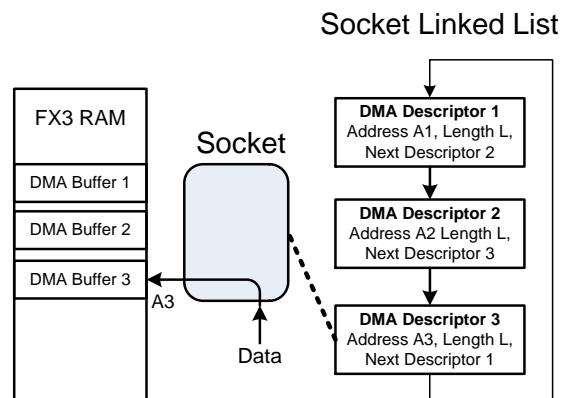 Socket Linked List
FX3 RAM
DMA Buffer 1
DMA Buffer 2
DMA Buffer 3
Socket
A3
Data
DMA Descriptor 1
Address A1, Length L,
Next Descriptor 2
DMA Descriptor 2
Address A2 Length L,
Next Descriptor 3
DMA Descriptor 3
Address A3, Length L,
Next Descriptor 1